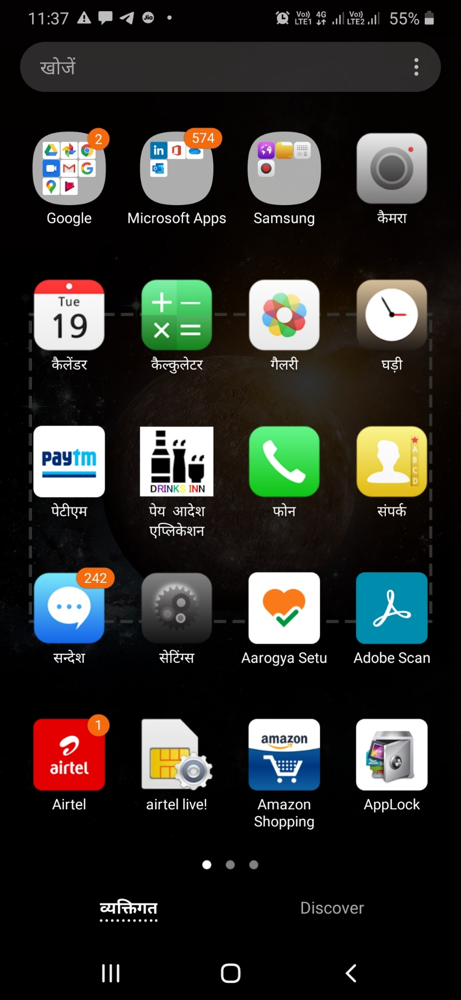 11:37 Jio Vo)) LTE1 4G Vo)) LTE2 55%
खोजें
2 574
Google Microsoft Apps Samsung कैमरा
Tue
19
कैलेंडर कैल्कुलेटर गैलरी घड़ी
paytm
A
B
C
D
DRINKS INN
पेटीएम पेय आदेश फोन संपर्क
एप्लिकेशन
242
सन्देश सेटिंग्स Aarogya Setu Adobe Scan
1
amazon
airtel
Airtel airtel live! Amazon AppLock
Shopping
व्यक्तिगत Discover